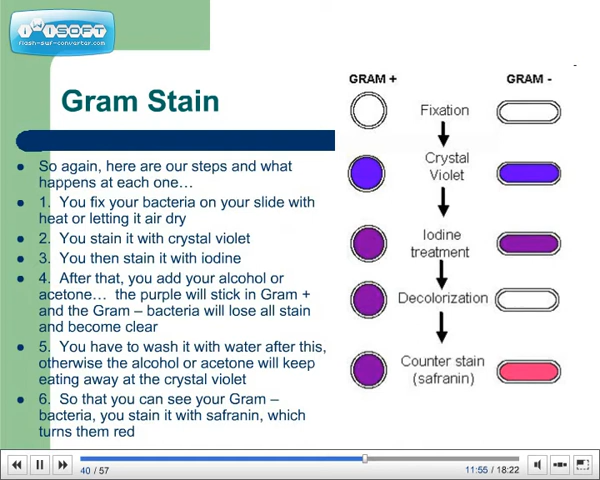 iWiSOFT
flash-swf-converter.com
Gram Stain
So again, here are our steps and what
happens at each one…
1. You fix your bacteria on your slide with
heat or letting it air dry
2. You stain it with crystal violet
3. You then stain it with iodine
4. After that, you add your alcohol or
acetone… the purple will stick in Gram +
and the Gram – bacteria will lose all stain
and become clear
5. You have to wash it with water after this,
otherwise the alcohol or acetone will keep
eating away at the crystal violet
6. So that you can see your Gram –
bacteria, you stain it with safranin, which
turns them red
GRAM +
GRAM -
Fixation
Crystal
Violet
Iodine
treatment
Decolorization
Counter stain
(safranin)
40 / 57
11:55 / 18:22